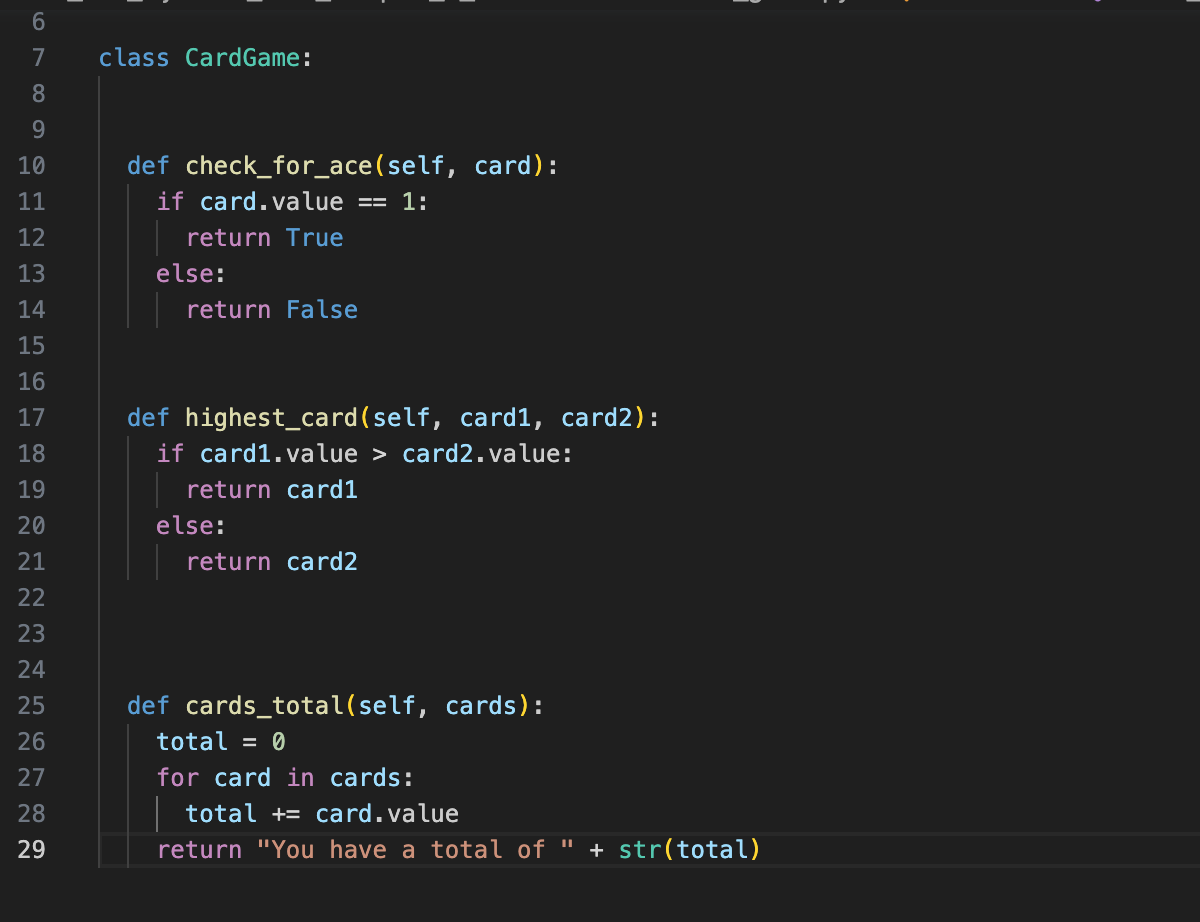 6
7 class CardGame:
8
9
10 def check_for_ace(self, card):
11 if card.value == 1:
12 return True
13 else:
14 return False
15
16
17 def highest_card(self, card1, card2):
18 if card1.value > card2.value:
19 return card1
20 else:
21 return card2
22
23
24
25 def cards_total(self, cards):
26 total = 0
27 for card in cards:
28 total += card.value
29 return "You have a total of " + str(total)